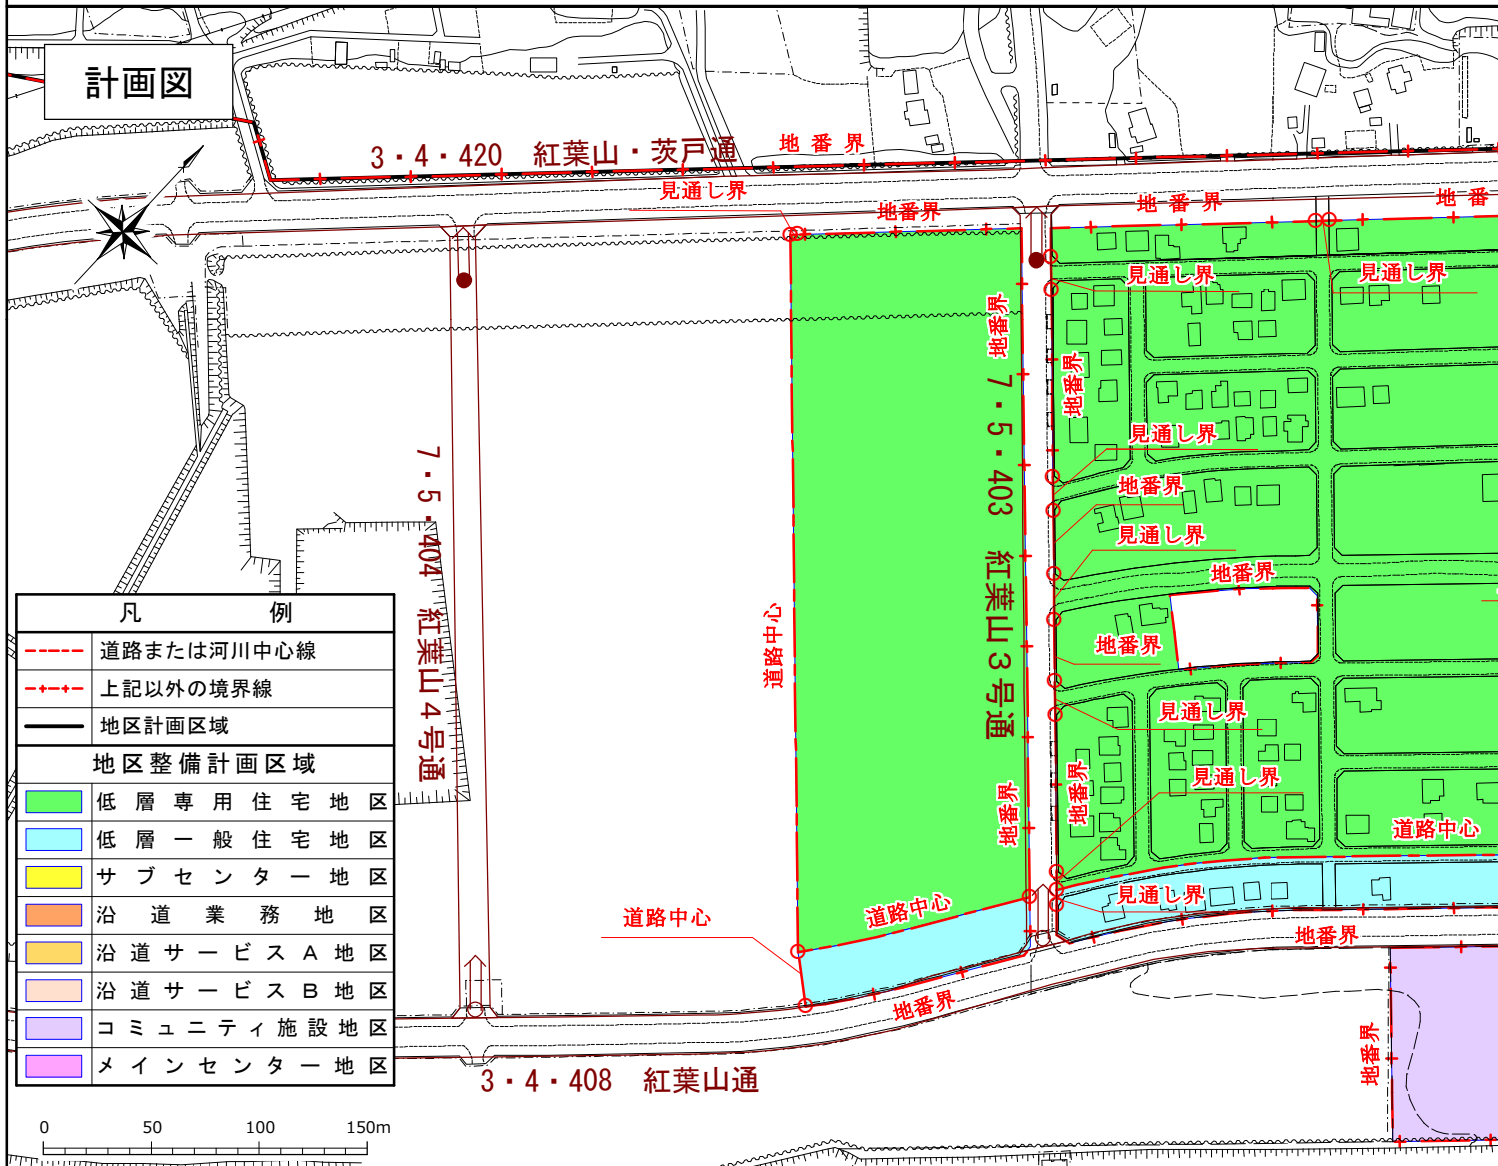 計画図
3・4・420　紅葉山・茨戸通
地番界
見通し界
地番界
地番界
地番
見通し界
見通し界
地番界
地番界
7・5・403　紅葉山3号通
見通し界
地番界
見通し界
地番界
7・5・404　紅葉山4号通
道路中心
地番界
見通し界
見通し界
地番界
地番界
道路中心
道路中心
道路中心
見通し界
地番界
地番界
地番界
3・4・408　紅葉山通
凡　例
道路または河川中心線
上記以外の境界線
地区計画区域
地区整備計画区域
低層専用住宅地区
低層一般住宅地区
サブセンター地区
沿道業務地区
沿道サービスA地区
沿道サービスB地区
コミュニティ施設地区
メインセンター地区
0　50　100　150m